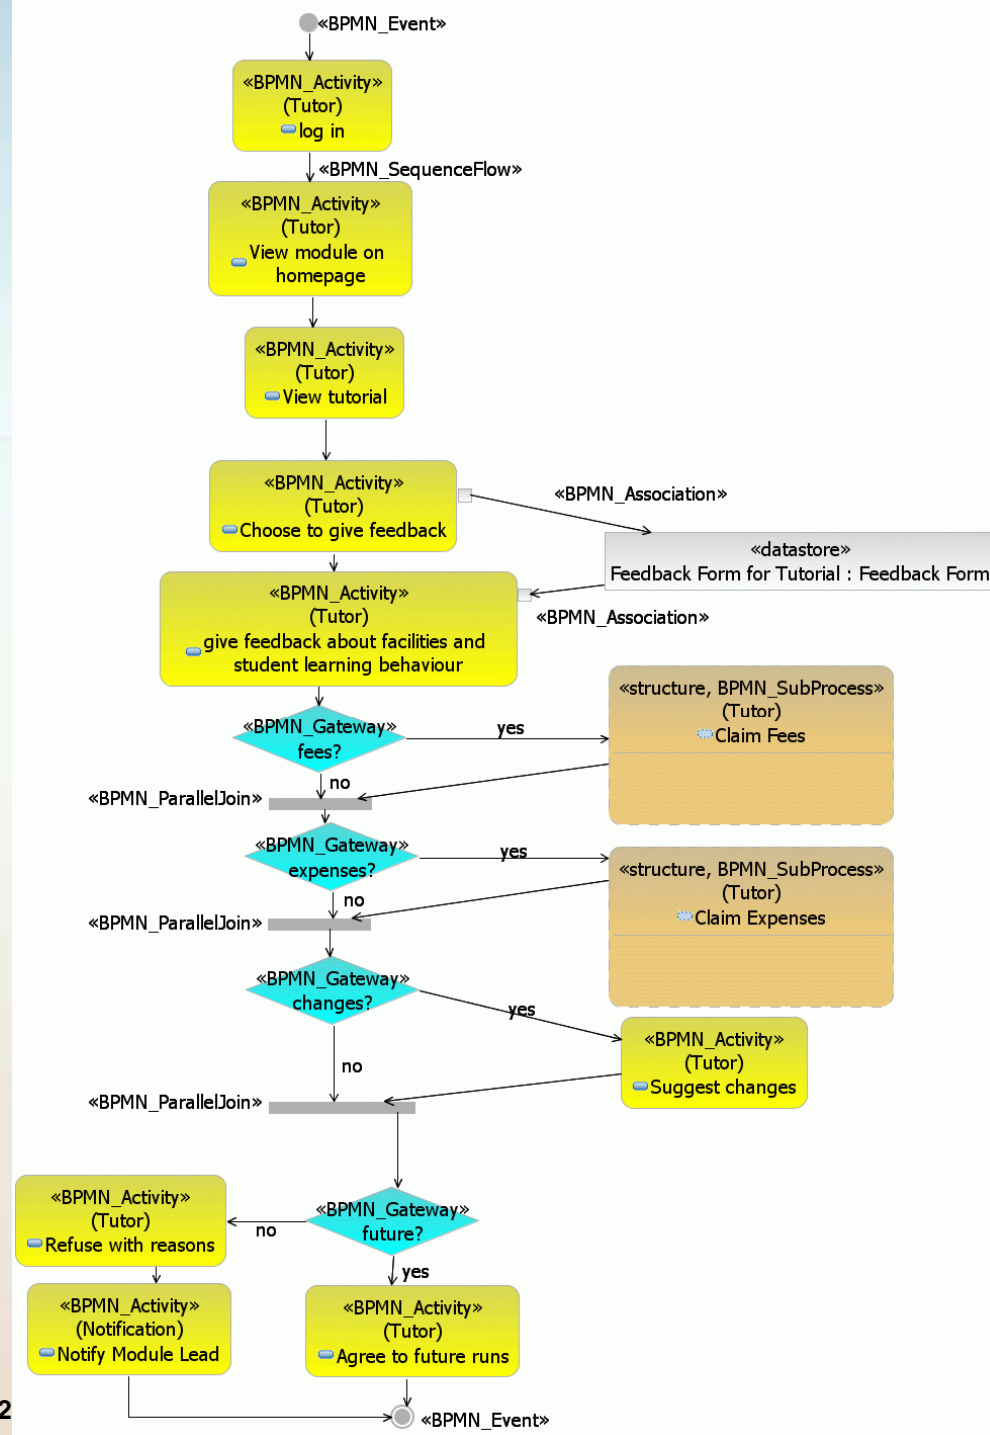 «BPMN_Event»
«BPMN_Activity»
(Tutor)
log in
«BPMN_SequenceFlow»
«BPMN_Activity»
(Tutor)
View module on
homepage
«BPMN_Activity»
(Tutor)
View tutorial
«BPMN_Activity»
(Tutor)
Choose to give feedback
«BPMN_Association»
«datastore»
Feedback Form for Tutorial : Feedback Form
«BPMN_Association»
«BPMN_Activity»
(Tutor)
give feedback about facilities and
student learning behaviour
«BPMN_Gateway»
fees?
yes
no
«structure, BPMN_SubProcess»
(Tutor)
Claim Fees
«BPMN_ParallelJoin»
«BPMN_Gateway»
expenses?
yes
no
«structure, BPMN_SubProcess»
(Tutor)
Claim Expenses
«BPMN_ParallelJoin»
«BPMN_Gateway»
changes?
yes
no
«BPMN_Activity»
(Tutor)
Suggest changes
«BPMN_ParallelJoin»
«BPMN_Gateway»
future?
no
yes
«BPMN_Activity»
(Tutor)
Refuse with reasons
«BPMN_Activity»
(Notification)
Notify Module Lead
«BPMN_Activity»
(Tutor)
Agree to future runs
2
«BPMN_Event»